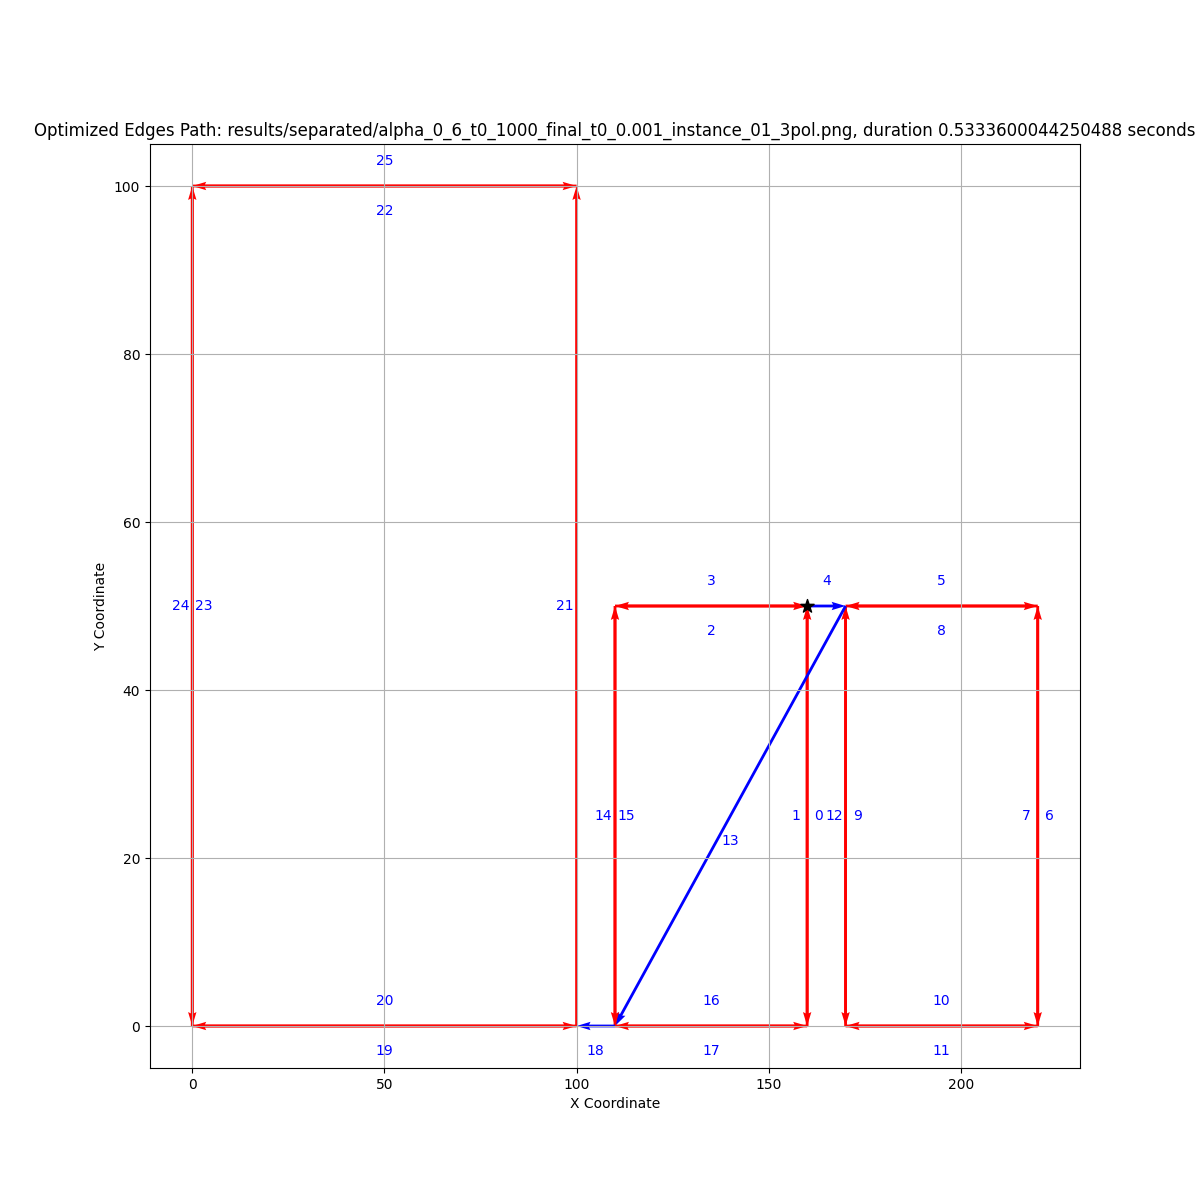 Optimized Edges Path: results/separated/alpha_0_6_t0_1000_final_t0_0.001_instance_01_3pol.png, duration 0.5333600044250488 seconds
25
100
22
80
60
3 4 5
24 23 21
2 8
Y Coordinate
40
14 15 1 0 12 9 7 6
13
20
20 16 10
0
19 18 17 11
0 50 100 150 200
X Coordinate